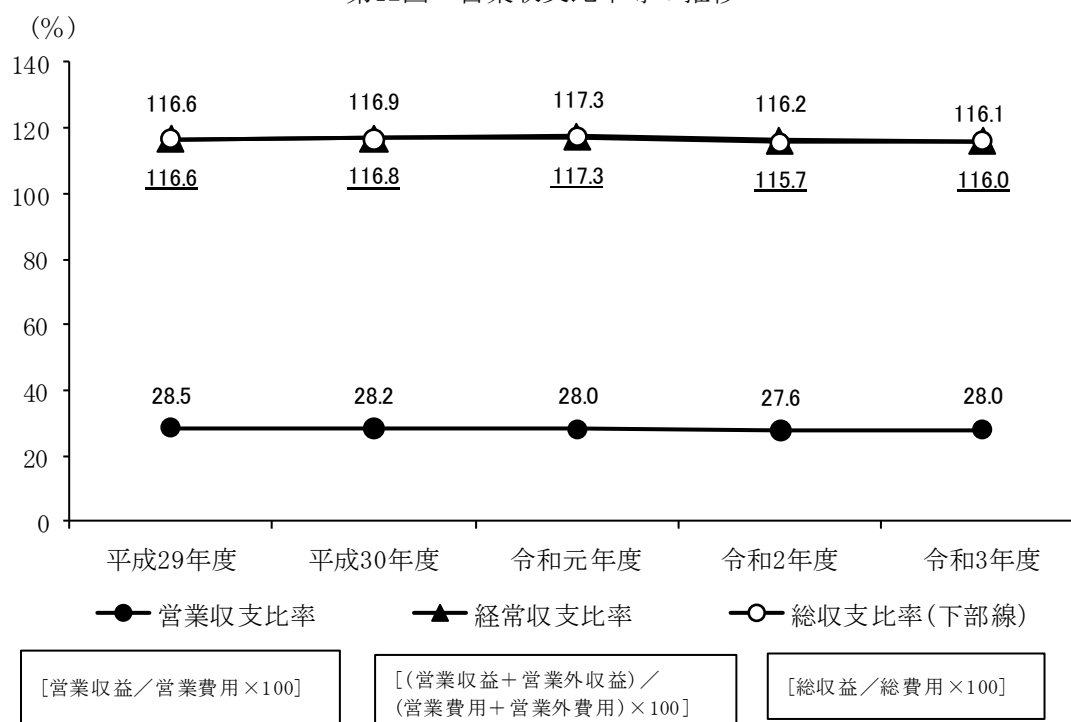 (%)
140
120
100
80
60
40
20
0
116.6
116.9
117.3
116.2
116.1
116.6
116.8
117.3
115.7
116.0
28.5
28.2
28.0
27.6
28.0
平成29年度
平成30年度
令和元年度
令和2年度
令和3年度
営業収支比率
経常収支比率
総収支比率(下部線)
[営業収益／営業費用×100]
[(営業収益＋営業外収益)／
(営業費用＋営業外費用)×100]
[総収益／総費用×100]